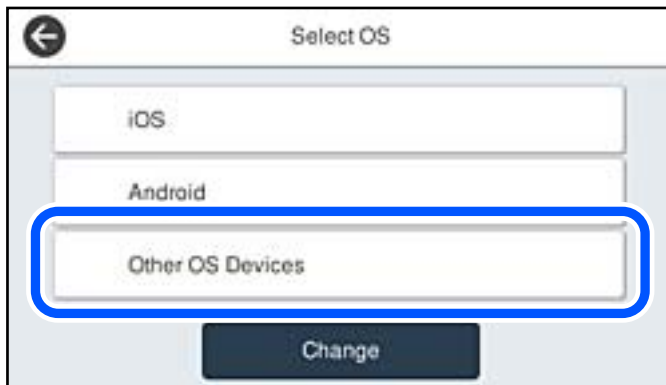 Select OS
iOS
Android
Other OS Devices
Change